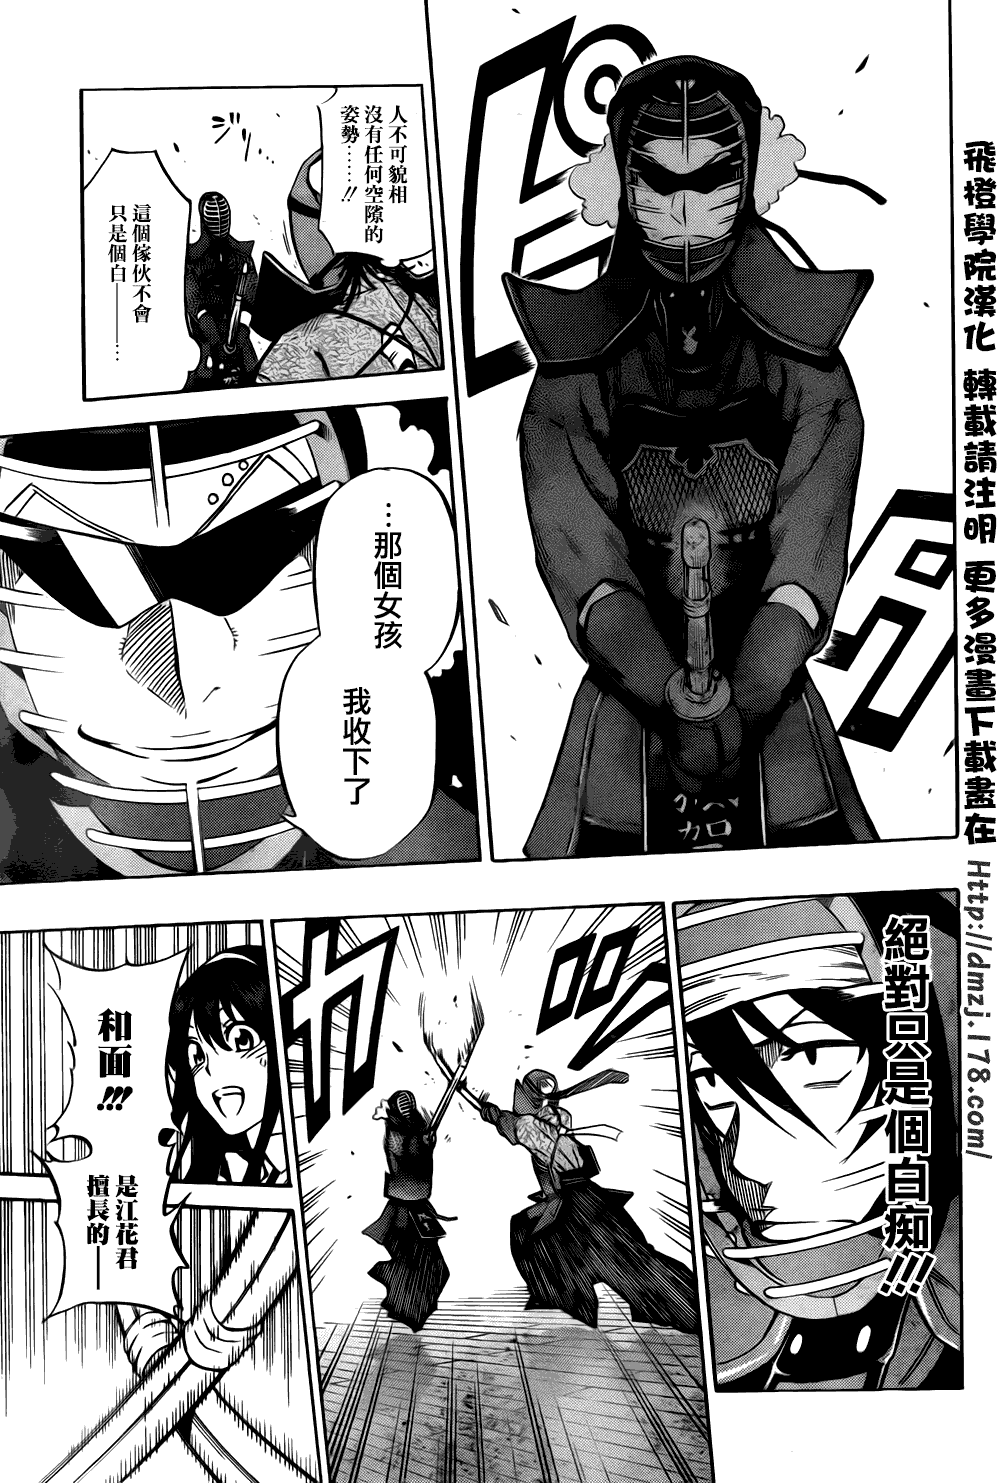 人不可貌相
沒有任何空隙的
姿勢……!!
這個傢伙不會
只是個白———……
…那個女孩
我收下了
絕對只是個白痴!!!
和面!!!
是江花君
擅長的——
飛橙學院漢化 轉載請注明 更多漫畫下載盡在 Http://dmzj.178.com/